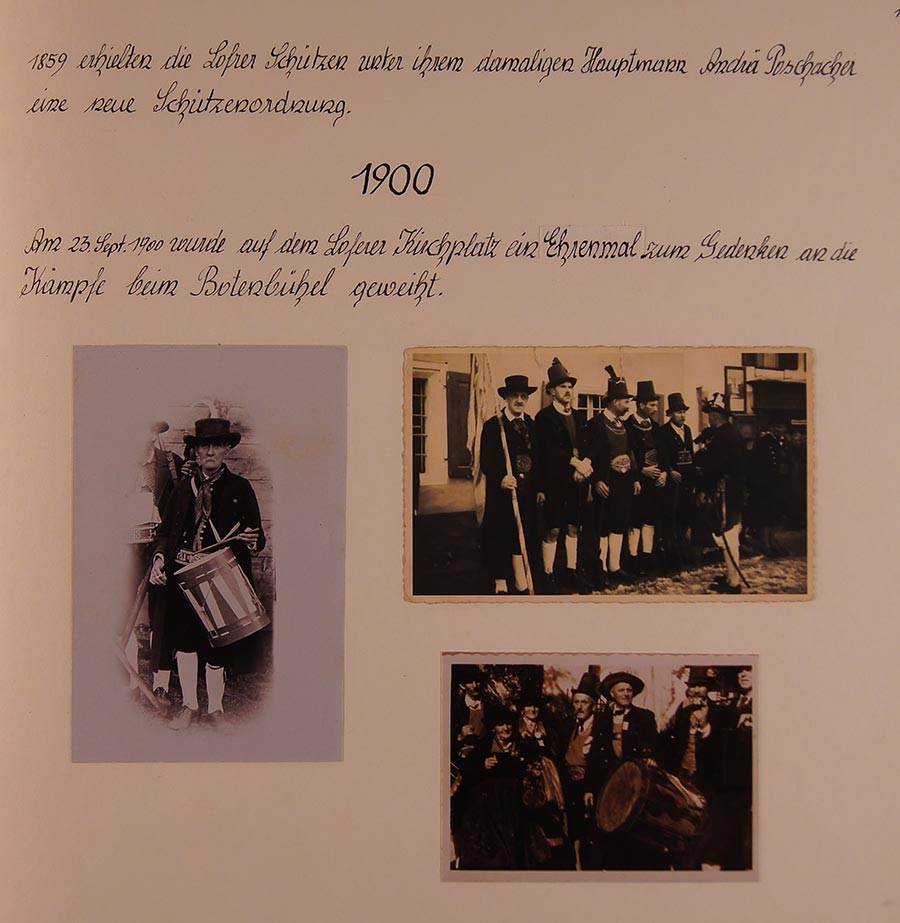 1859 erhielten die Lofrer Schützen unter ihrem damaligen Hauptmann Andrä Poschacher
eine neue Schützenordnung.
1900
Am 23. Sept. 1900 wurde auf dem Loferer Kirchplatz ein Ehrenmal zum Gedenken an die
Kämpfe beim Botenbühel geweiht.